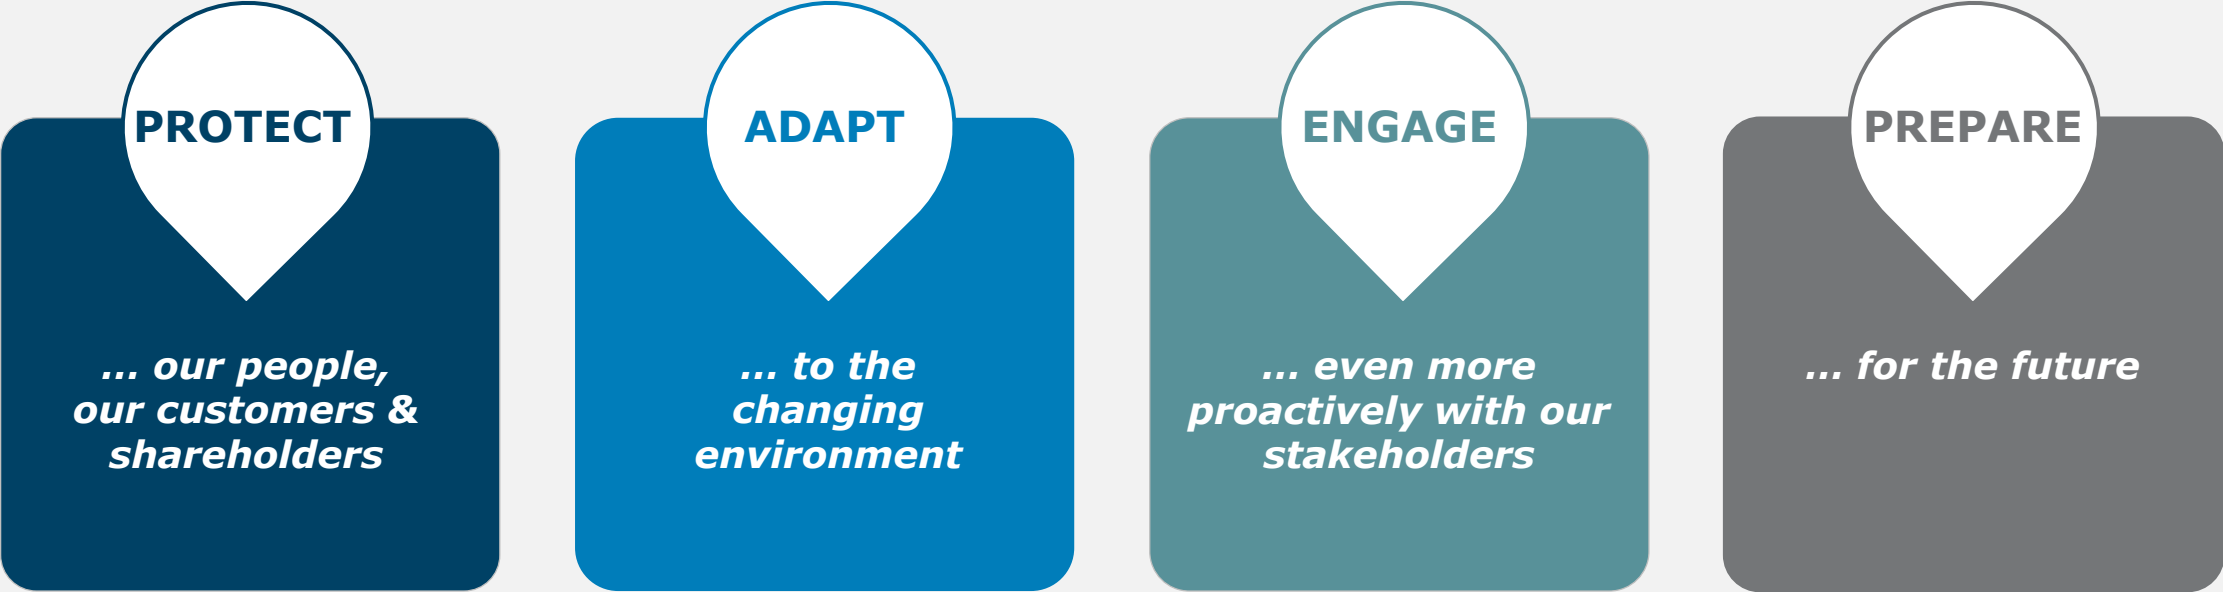 PROTECT
… our people,
our customers &
shareholders
ADAPT
… to the
changing
environment
ENGAGE
… even more
proactively with our
stakeholders
PREPARE
… for the future